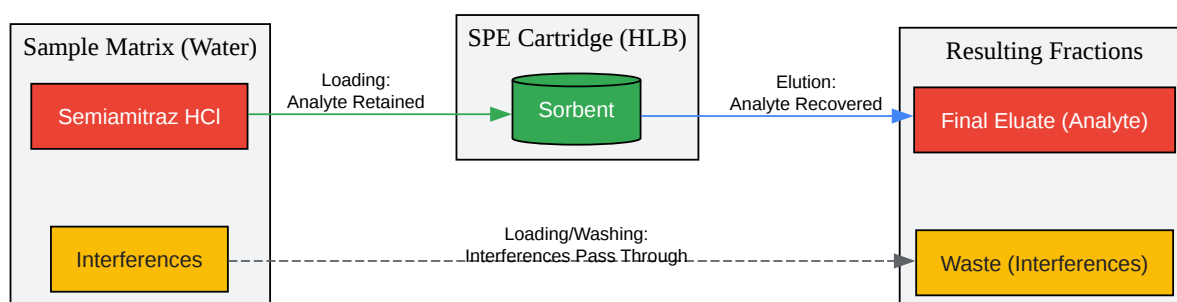 Sample Matrix (Water)
SPE Cartridge (HLB)
Resulting Fractions
Semiamitraz HCl
Loading:
Analyte Retained
Sorbent
Elution:
Analyte Recovered
Final Eluate (Analyte)
Interferences
Loading/Washing:
Interferences Pass Through
Waste (Interferences)